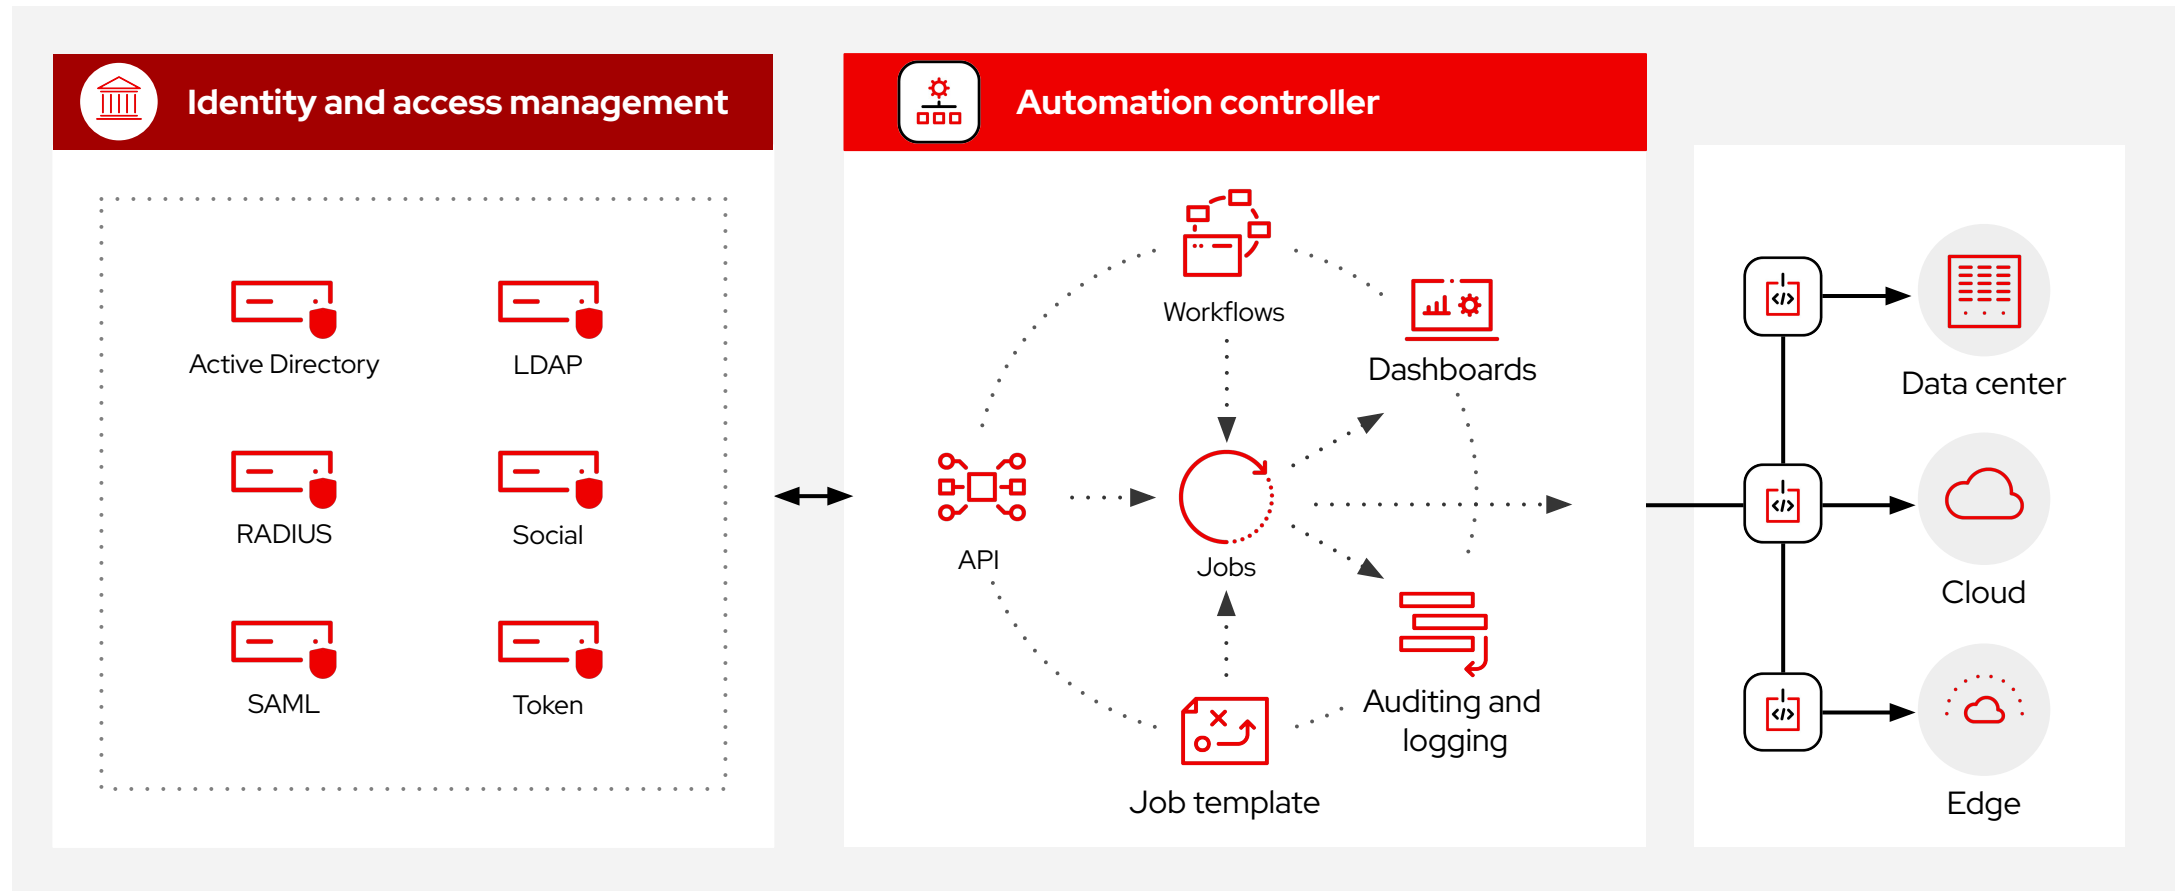 Identity and access management
Active Directory
LDAP
RADIUS
Social
SAML
Token
Automation controller
Workflows
Dashboards
API
Jobs
Auditing and
logging
Job template
Data center
Cloud
Edge